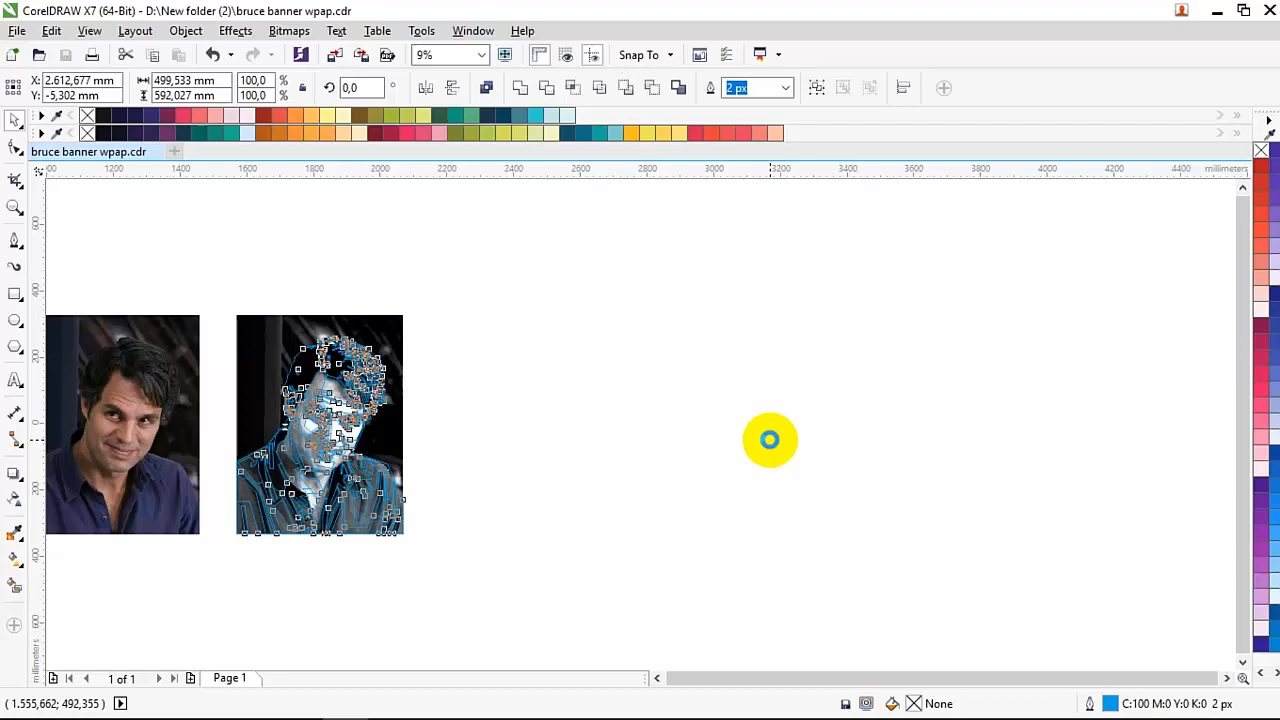 CorelDRAW X7 (64-Bit) - D:\New folder (2)\bruce banner wpap.cdr
File Edit View Layout Object Effects Bitmaps Text Table Tools Window Help
9% Snap To
X: 2.612,677 mm 499,533 mm 100,0 % 0,0 2 px
Y: -5,302 mm 592,027 mm 100,0 %
bruce banner wpap.cdr
1200 1400 1600 1800 2000 2200 2400 2600 2800 3000 3200 3400 3600 3800 4000 4200 4400 millimeters
millimeters
1 of 1 Page 1
( 1.555,662; 492,355 ) None C:100 M:0 Y:0 K:0 2 px